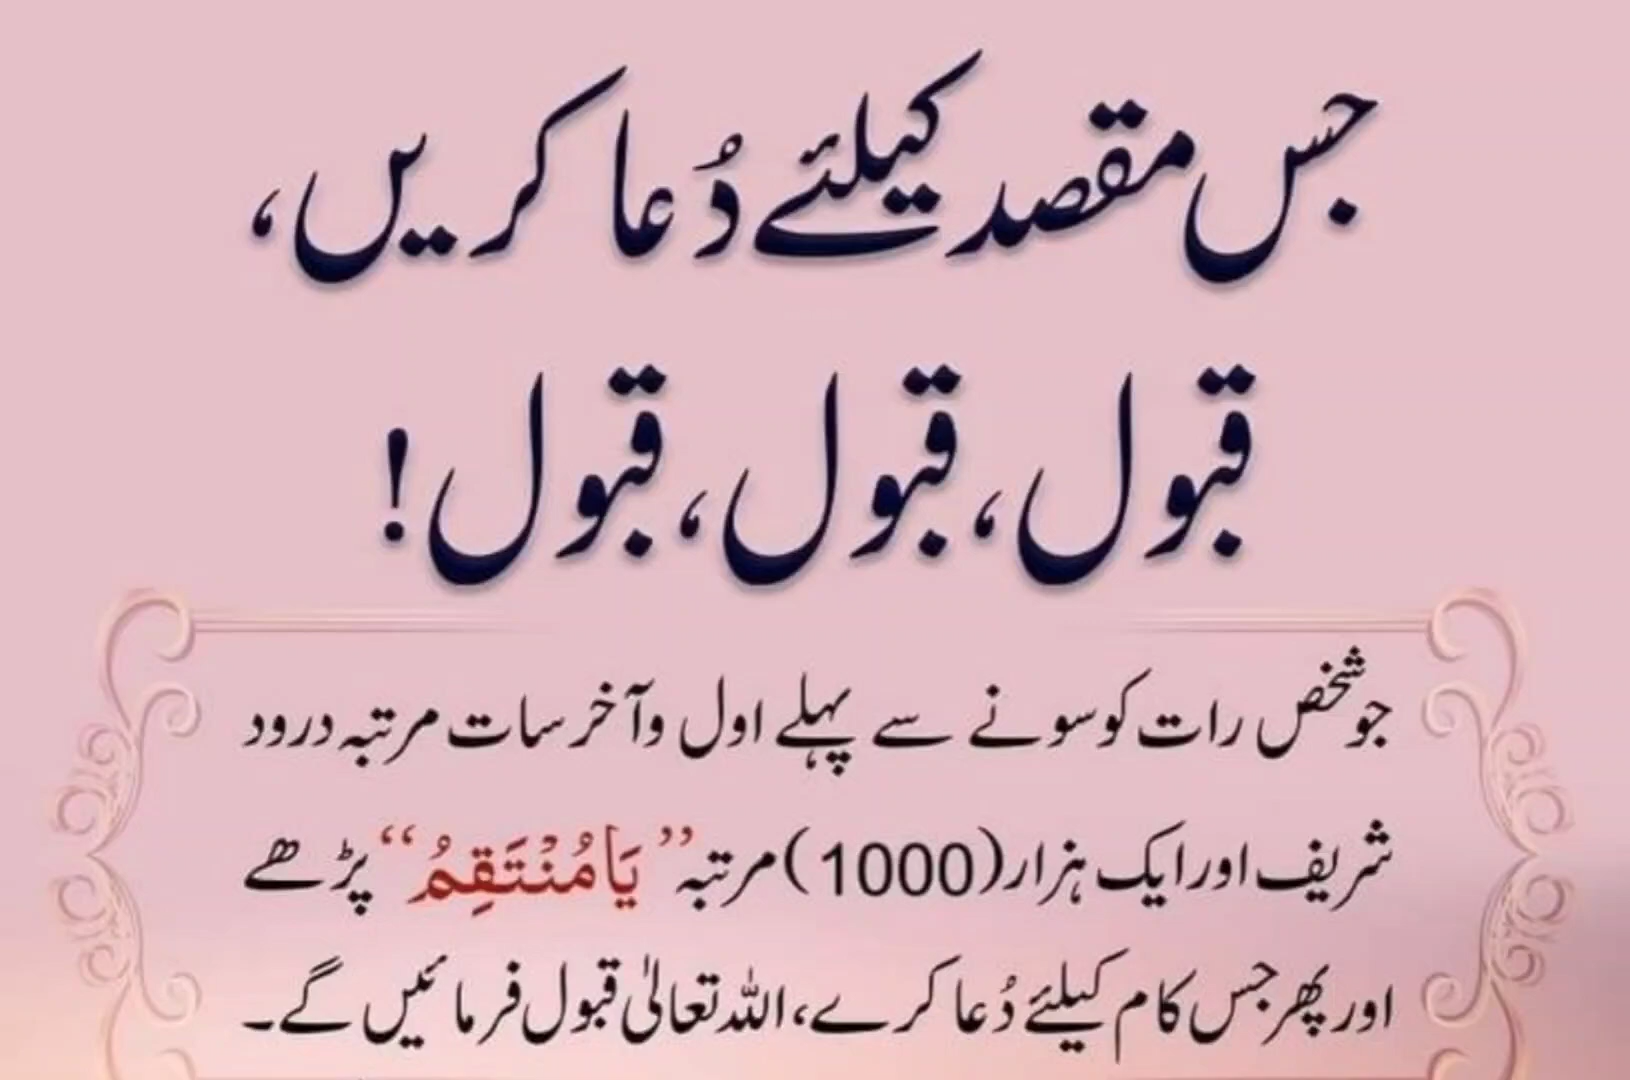 جس مقصد کیلئے دُعا کریں،
قبول، قبول، قبول!
جو شخص رات کو سونے سے پہلے اول و آخر سات مرتبہ درود
شریف اور ایک ہزار (1000) مرتبہ ”يَا مُنْتَقِمُ“ پڑھے
اور پھر جس کام کیلئے دُعا کرے، اللہ تعالیٰ قبول فرمائیں گے۔